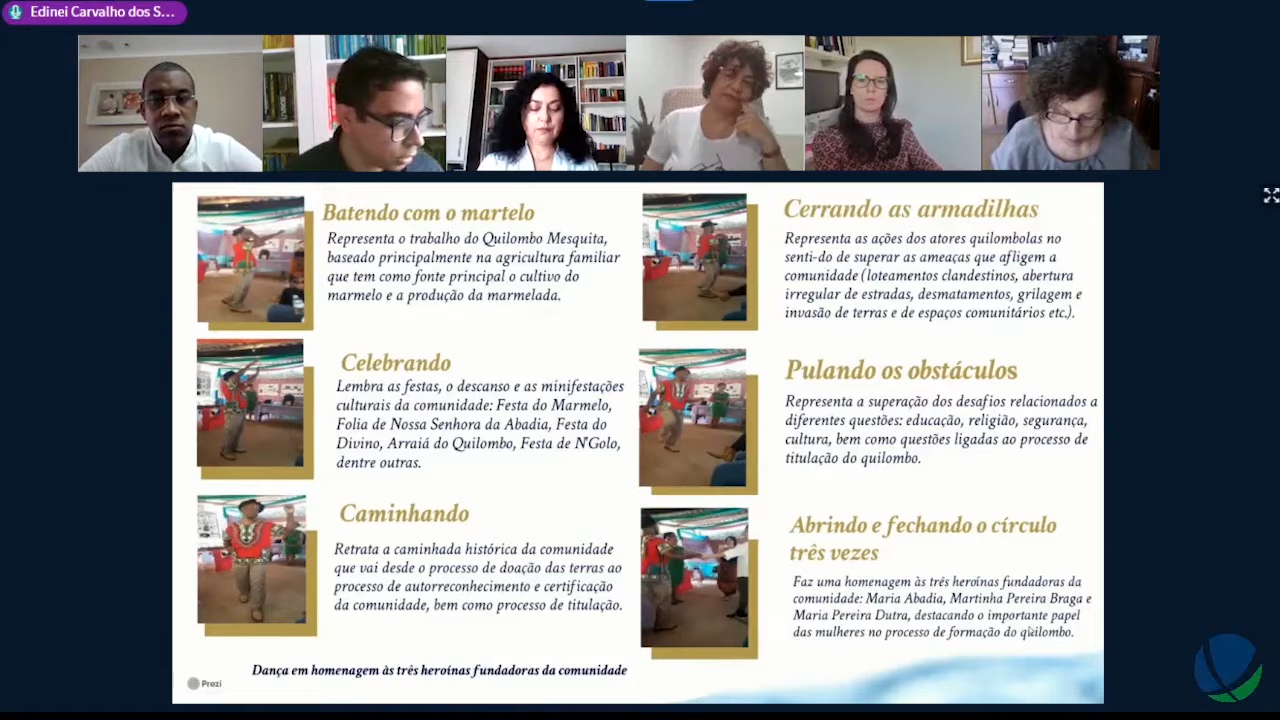 Edinei Carvalho dos S...
Batendo com o martelo
Representa o trabalho do Quilombo Mesquita,
baseado principalmente na agricultura familiar
que tem como fonte principal o cultivo do
marmelo e a produção da marmelada.
Celebrando
Lembra as festas, o descanso e as minifestações
culturais da comunidade: Festa do Marmelo,
Folia de Nossa Senhora da Abadia, Festa do
Divino, Arraiá do Quilombo, Festa de N'Golo,
dentre outras.
Caminhando
Retrata a caminhada histórica da comunidade
que vai desde o processo de doação das terras ao
processo de autorreconhecimento e certificação
da comunidade, bem como processo de titulação.
Cerrando as armadilhas
Representa as ações dos atores quilombolas no
senti-do de superar as ameaças que afligem a
comunidade (loteamentos clandestinos, abertura
irregular de estradas, desmatamentos, grilagem e
invasão de terras e de espaços comunitários etc.).
Pulando os obstáculos
Representa a superação dos desafios relacionados a
diferentes questões: educação, religião, segurança,
cultura, bem como questões ligadas ao processo de
titulação do quilombo.
Abrindo e fechando o círculo
três vezes
Faz uma homenagem às três heroínas fundadoras da
comunidade: Maria Abadia, Martinha Pereira Braga e
Maria Pereira Dutra, destacando o importante papel
das mulheres no processo de formação do quilombo.
Dança em homenagem às três heroínas fundadoras da comunidade
Prezi